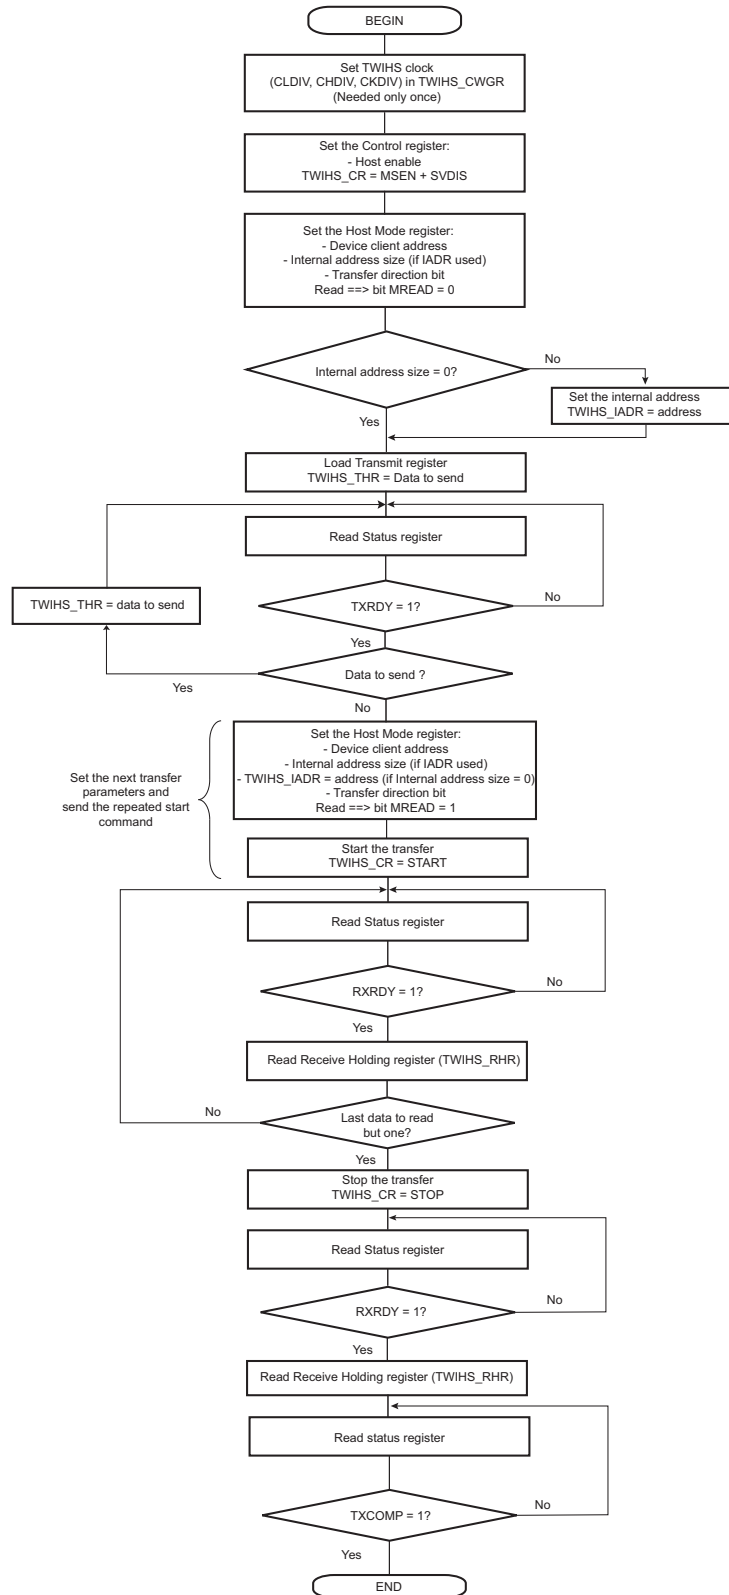 BEGIN
Set TWIHS clock
(CLDIV, CHDIV, CKDIV) in TWIHS_CWGR
(Needed only once)
Set the Control register:
- Host enable
TWIHS_CR = MSEN + SVDIS
Set the Host Mode register:
- Device client address
- Internal address size (if IADR used)
- Transfer direction bit
Read ==> bit MREAD = 0
Internal address size = 0?
No
Set the internal address
TWIHS_IADR = address
Yes
Load Transmit register
TWIHS_THR = Data to send
Read Status register
TWIHS_THR = data to send
TXRDY = 1?
No
Yes
Data to send ?
Yes
No
Set the next transfer
parameters and
send the repeated start
command
Set the Host Mode register:
- Device client address
- Internal address size (if IADR used)
- TWIHS_IADR = address (if Internal address size = 0)
- Transfer direction bit
Read ==> bit MREAD = 1
Start the transfer
TWIHS_CR = START
Read Status register
RXRDY = 1?
No
Yes
Read Receive Holding register (TWIHS_RHR)
No
Last data to read
but one?
Yes
Stop the transfer
TWIHS_CR = STOP
Read Status register
RXRDY = 1?
No
Yes
Read Receive Holding register (TWIHS_RHR)
Read status register
TXCOMP = 1?
No
Yes
END